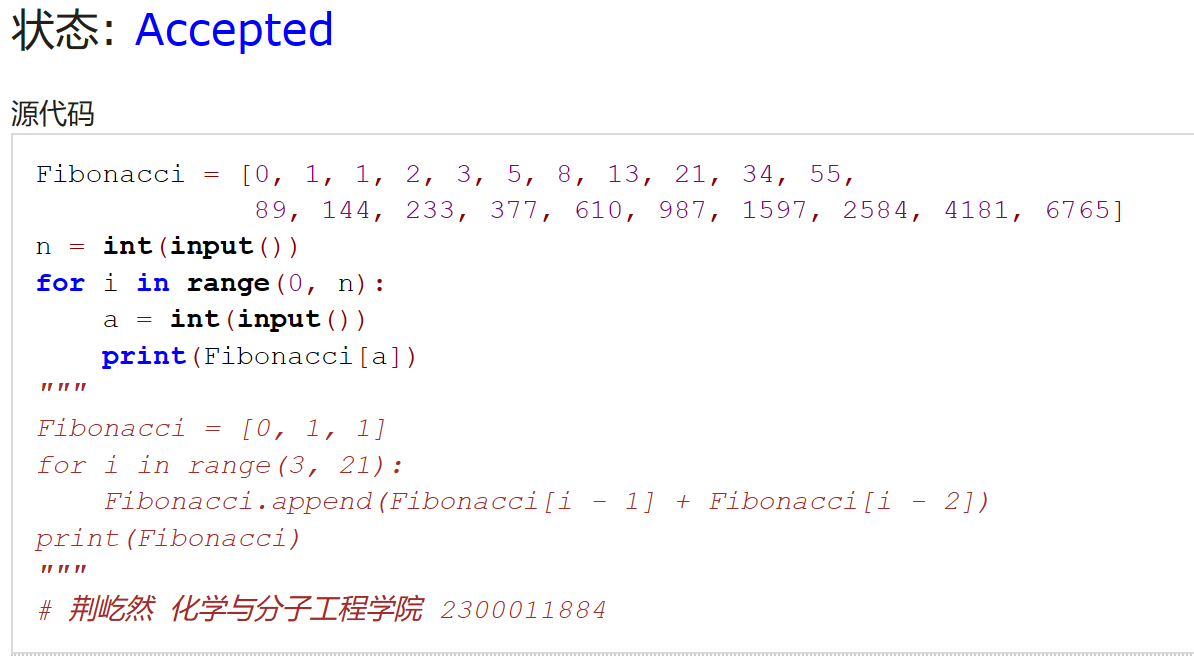 状态: Accepted
源代码
Fibonacci = [0, 1, 1, 2, 3, 5, 8, 13, 21, 34, 55,
             89, 144, 233, 377, 610, 987, 1597, 2584, 4181, 6765]
n = int(input())
for i in range(0, n):
    a = int(input())
    print(Fibonacci[a])
"""
Fibonacci = [0, 1, 1]
for i in range(3, 21):
    Fibonacci.append(Fibonacci[i - 1] + Fibonacci[i - 2])
print(Fibonacci)
"""
# 荆屹然 化学与分子工程学院 2300011884